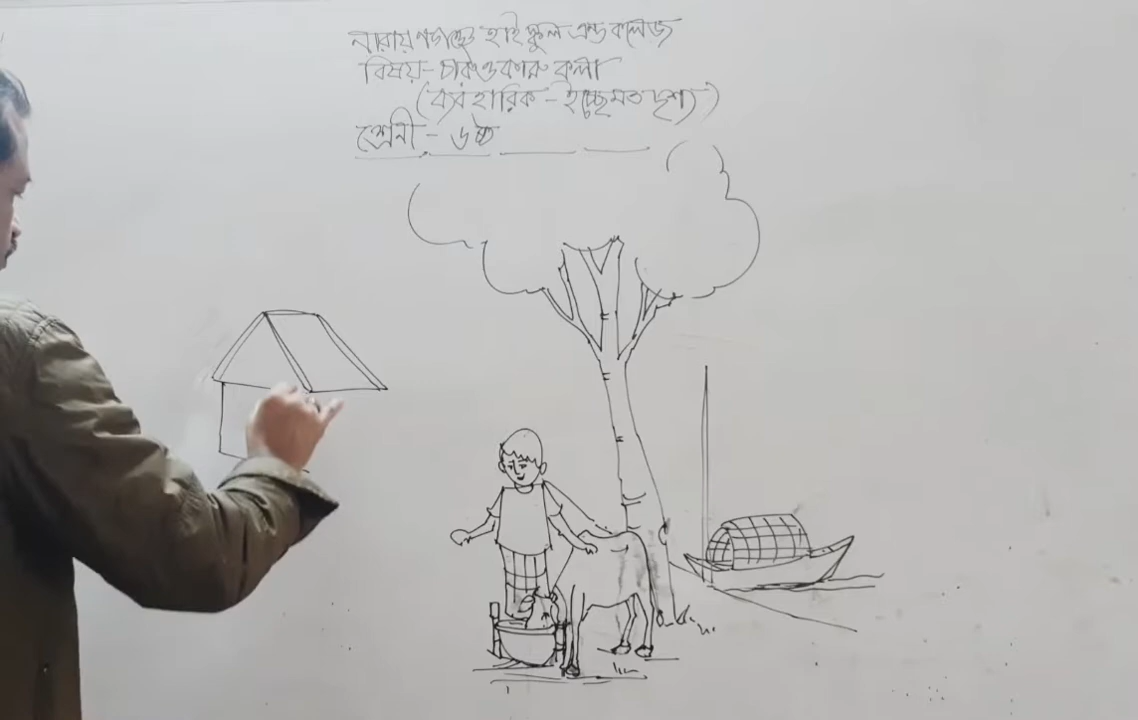 নারায়ণগঞ্জ হাই স্কুল এন্ড কলেজ
বিষয় - চারু ও কারু কলা
(ব্যবহারিক - ইচ্ছেমত দৃশ্য)
শ্রেনী - ৬ষ্ঠ